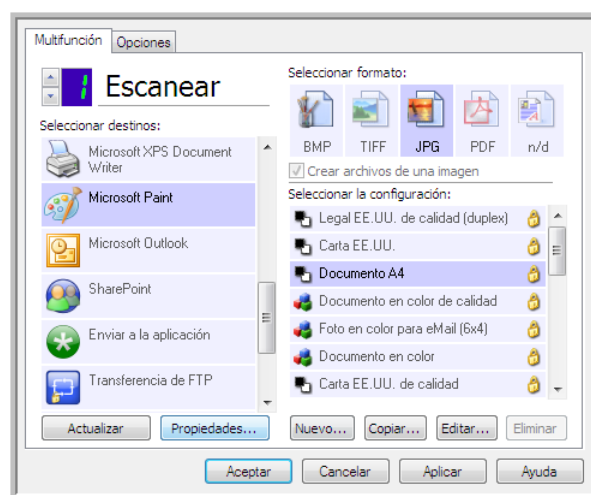 Multifunción
Opciones
1
Escanear
Seleccionar destinos:
Microsoft XPS Document
Writer
Microsoft Paint
Microsoft Outlook
SharePoint
Enviar a la aplicación
Transferencia de FTP
Actualizar
Propiedades...
Seleccionar formato:
BMP
TIFF
JPG
PDF
n/d
Crear archivos de una imagen
Seleccionar la configuración:
Legal EE.UU. de calidad (duplex)
Carta EE.UU.
Documento A4
Documento en color de calidad
Foto en color para eMail (6x4)
Documento en color
Carta EE.UU. de calidad
Nuevo...
Copiar...
Editar...
Eliminar
Aceptar
Cancelar
Aplicar
Ayuda